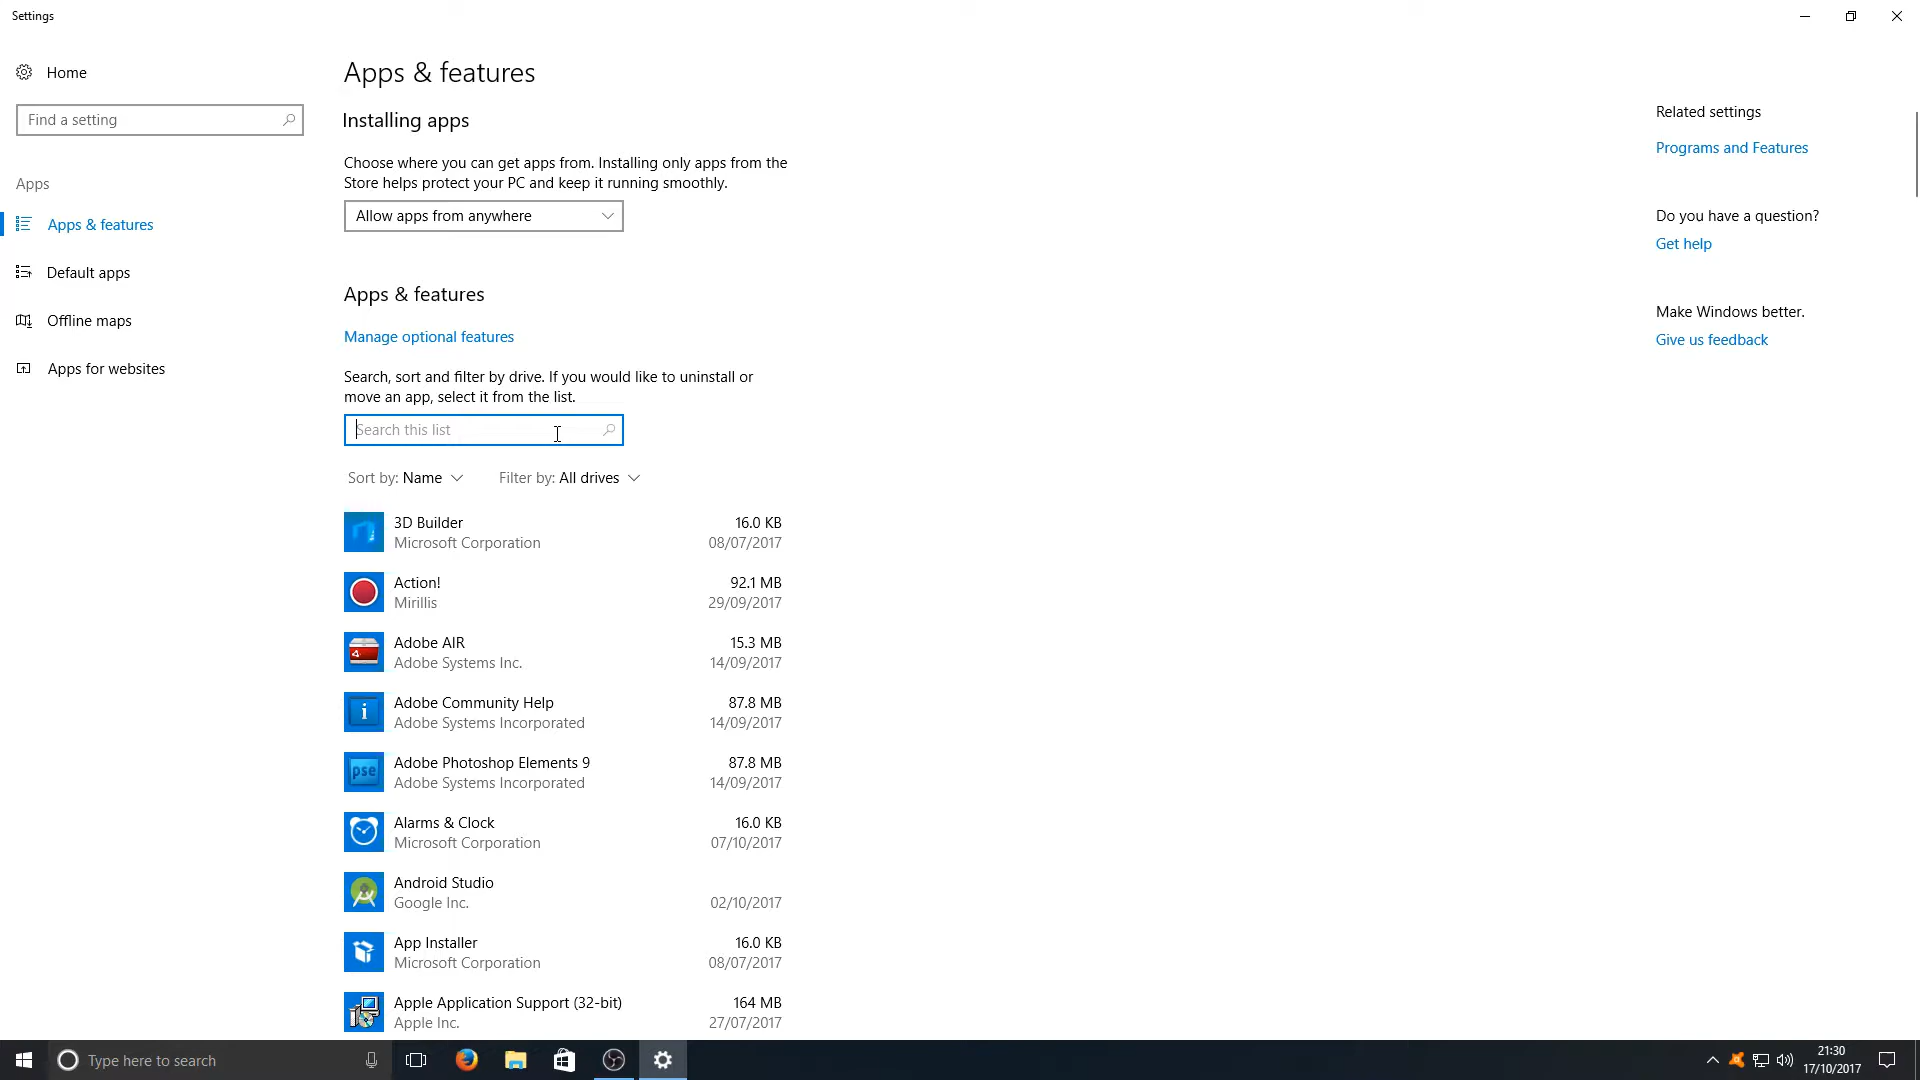 Settings
Home
Find a setting
Apps
Apps & features
Default apps
Offline maps
Apps for websites
Apps & features
Installing apps
Choose where you can get apps from. Installing only apps from the
Store helps protect your PC and keep it running smoothly.
Allow apps from anywhere
Apps & features
Manage optional features
Search, sort and filter by drive. If you would like to uninstall or
move an app, select it from the list.
Search this list
Sort by: Name Filter by: All drives
3D Builder 16.0 KB
Microsoft Corporation 08/07/2017
Action! 92.1 MB
Mirillis 29/09/2017
Adobe AIR 15.3 MB
Adobe Systems Inc. 14/09/2017
Adobe Community Help 87.8 MB
Adobe Systems Incorporated 14/09/2017
pse
Adobe Photoshop Elements 9 87.8 MB
Adobe Systems Incorporated 14/09/2017
Alarms & Clock 16.0 KB
Microsoft Corporation 07/10/2017
Android Studio
Google Inc. 02/10/2017
App Installer 16.0 KB
Microsoft Corporation 08/07/2017
Apple Application Support (32-bit) 164 MB
Apple Inc. 27/07/2017
Related settings
Programs and Features
Do you have a question?
Get help
Make Windows better.
Give us feedback
Type here to search
21:30
17/10/2017